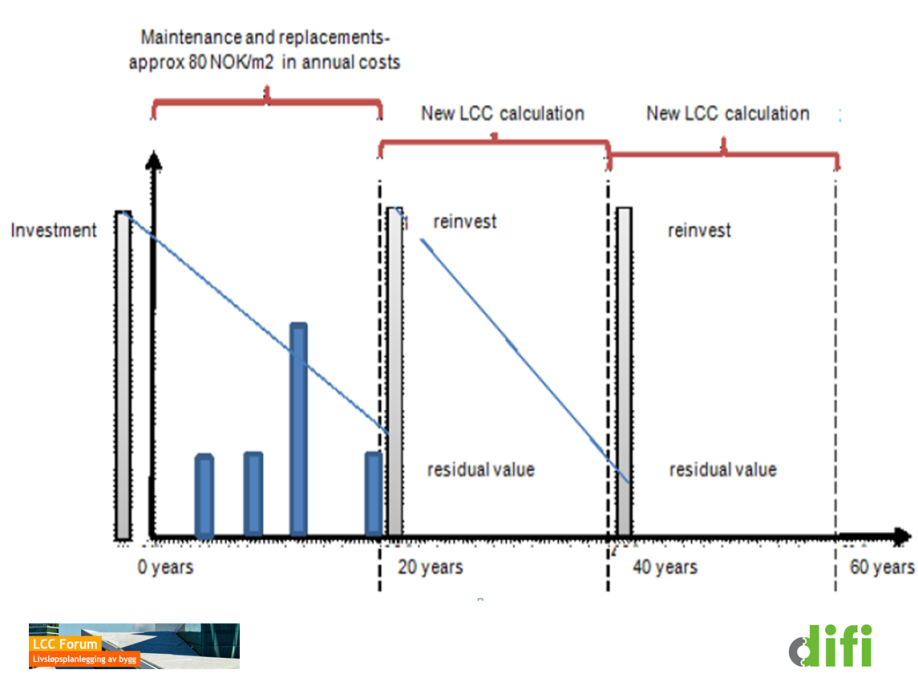 Maintenance and replacements-
approx 80 NOK/m2 in annual costs
New LCC calculation
New LCC calculation
Investment
reinvest
reinvest
residual value
residual value
0 years
20 years
40 years
60 years
LCC Forum
Livsløpsplanlegging av bygg
difi